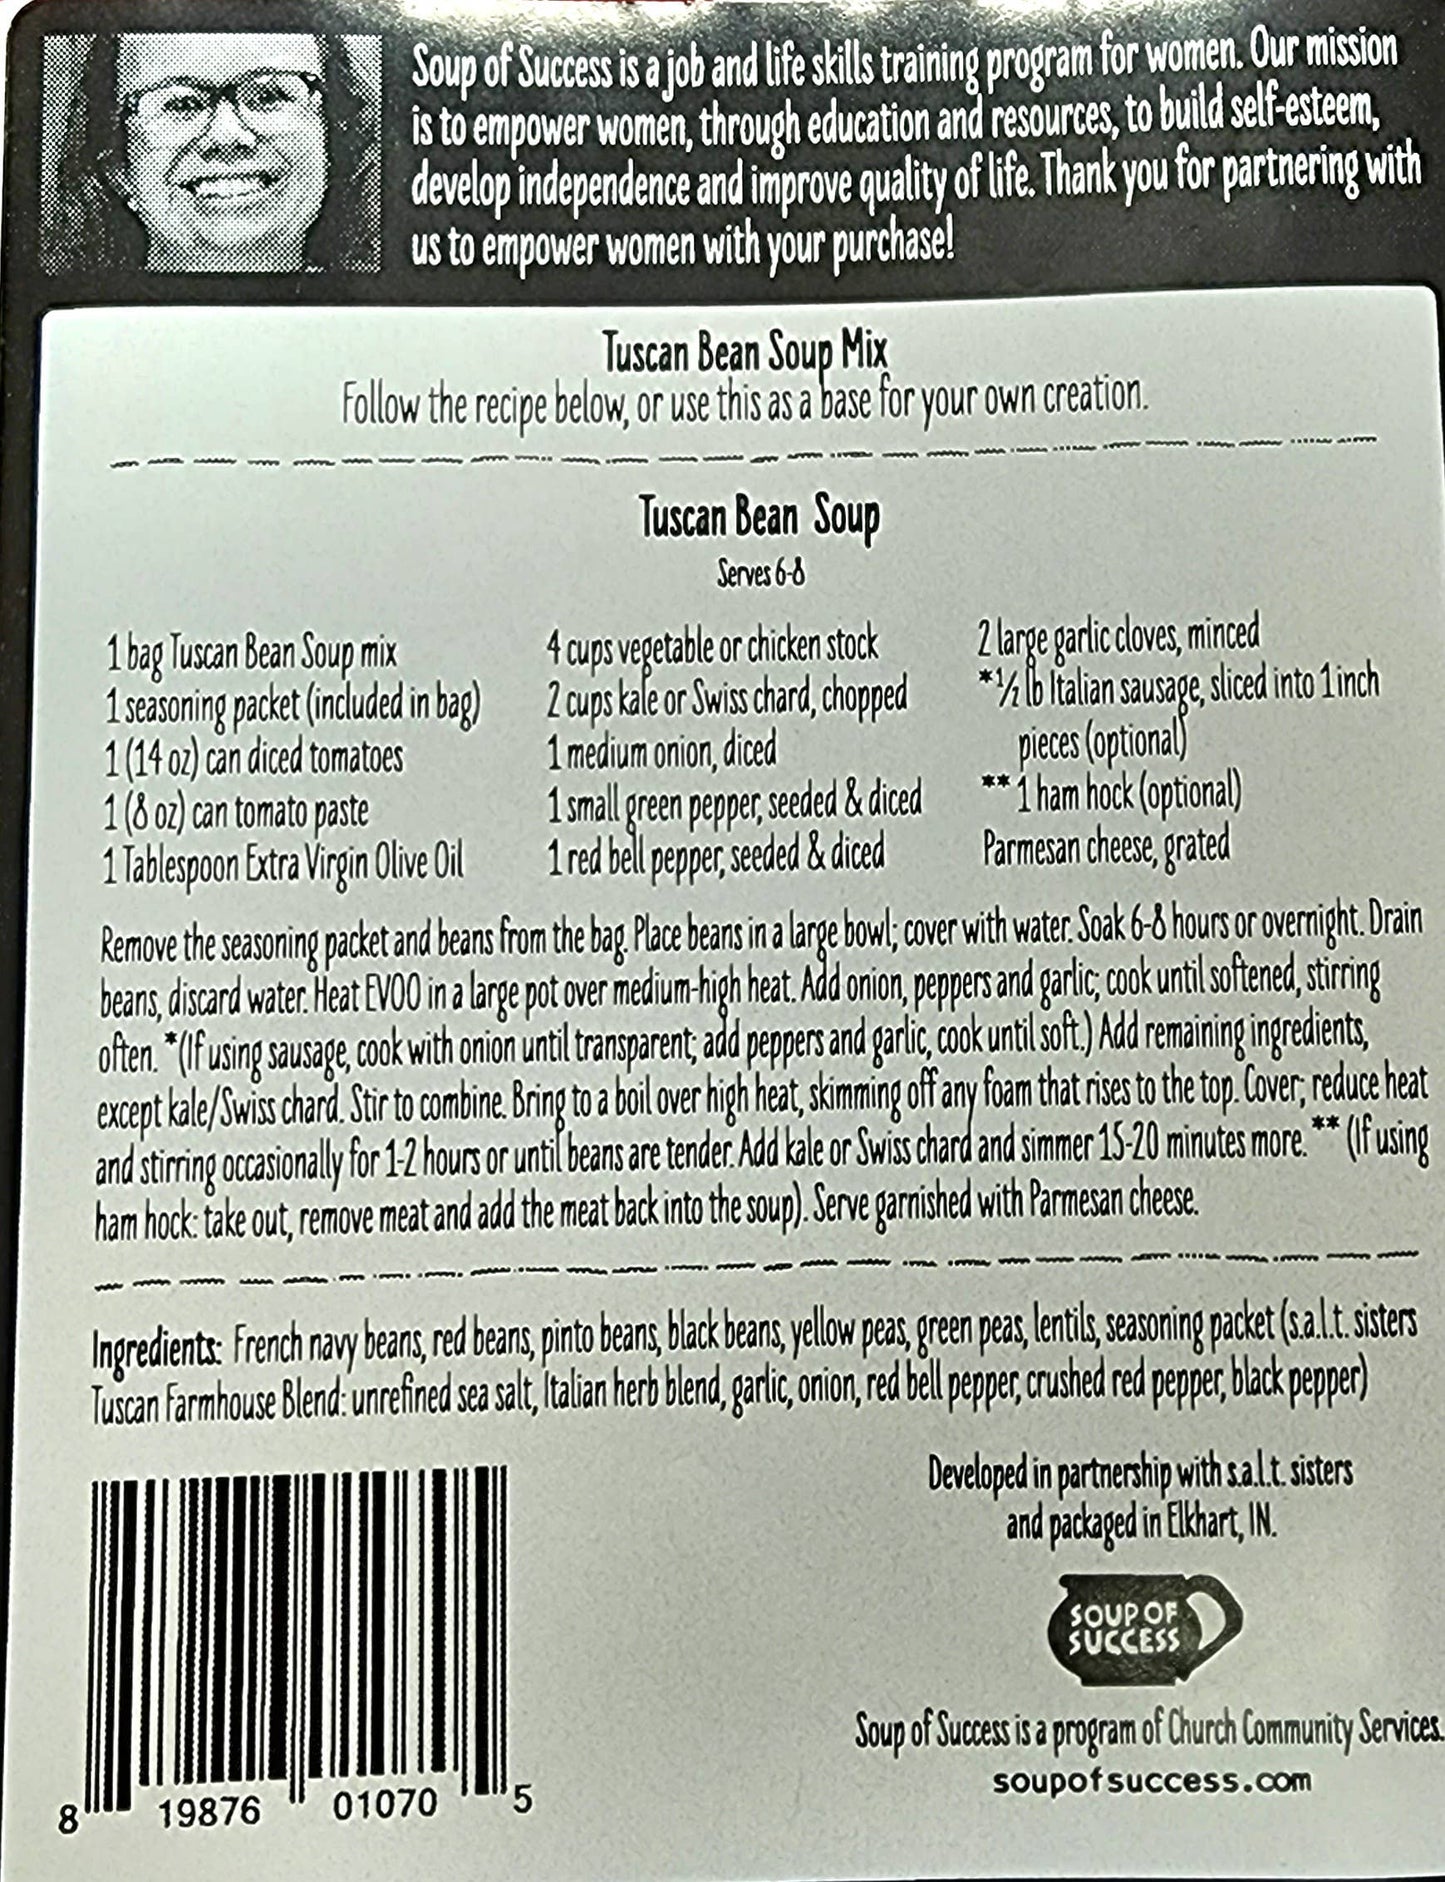 Soup of Success is a job and life skills training program for women. Our mission
is to empower women, through education and resources, to build self-esteem,
develop independence and improve quality of life. Thank you for partnering with
us to empower women with your purchase!
Tuscan Bean Soup Mix
Follow the recipe below, or use this as a base for your own creation.
Tuscan Bean Soup
Serves 6-8
1 bag Tuscan Bean Soup mix
1 seasoning packet (included in bag)
1 (14 oz) can diced tomatoes
1 (8 oz) can tomato paste
1 Tablespoon Extra Virgin Olive Oil
4 cups vegetable or chicken stock
2 cups kale or Swiss chard, chopped
1 medium onion, diced
1 small green pepper, seeded & diced
1 red bell pepper, seeded & diced
2 large garlic cloves, minced
*½ lb Italian sausage, sliced into 1 inch
pieces (optional)
** 1 ham hock (optional)
Parmesan cheese, grated
Remove the seasoning packet and beans from the bag. Place beans in a large bowl; cover with water. Soak 6-8 hours or overnight. Drain
beans, discard water. Heat EVOO in a large pot over medium-high heat. Add onion, peppers and garlic; cook until softened, stirring
often. *(If using sausage, cook with onion until transparent; add peppers and garlic, cook until soft.) Add remaining ingredients,
except kale/Swiss chard. Stir to combine. Bring to a boil over high heat, skimming off any foam that rises to the top. Cover; reduce heat
and stirring occasionally for 1-2 hours or until beans are tender. Add kale or Swiss chard and simmer 15-20 minutes more. ** (If using
ham hock: take out, remove meat and add the meat back into the soup). Serve garnished with Parmesan cheese.
Ingredients: French navy beans, red beans, pinto beans, black beans, yellow peas, green peas, lentils, seasoning packet (s.a.l.t. sisters
Tuscan Farmhouse Blend: unrefined sea salt, Italian herb blend, garlic, onion, red bell pepper, crushed red pepper, black pepper)
Developed in partnership with s.a.l.t. sisters
and packaged in Elkhart, IN.
SOUP OF
SUCCESS
Soup of Success is a program of Church Community Services.
soupofsuccess.com
8 19876 01070 5